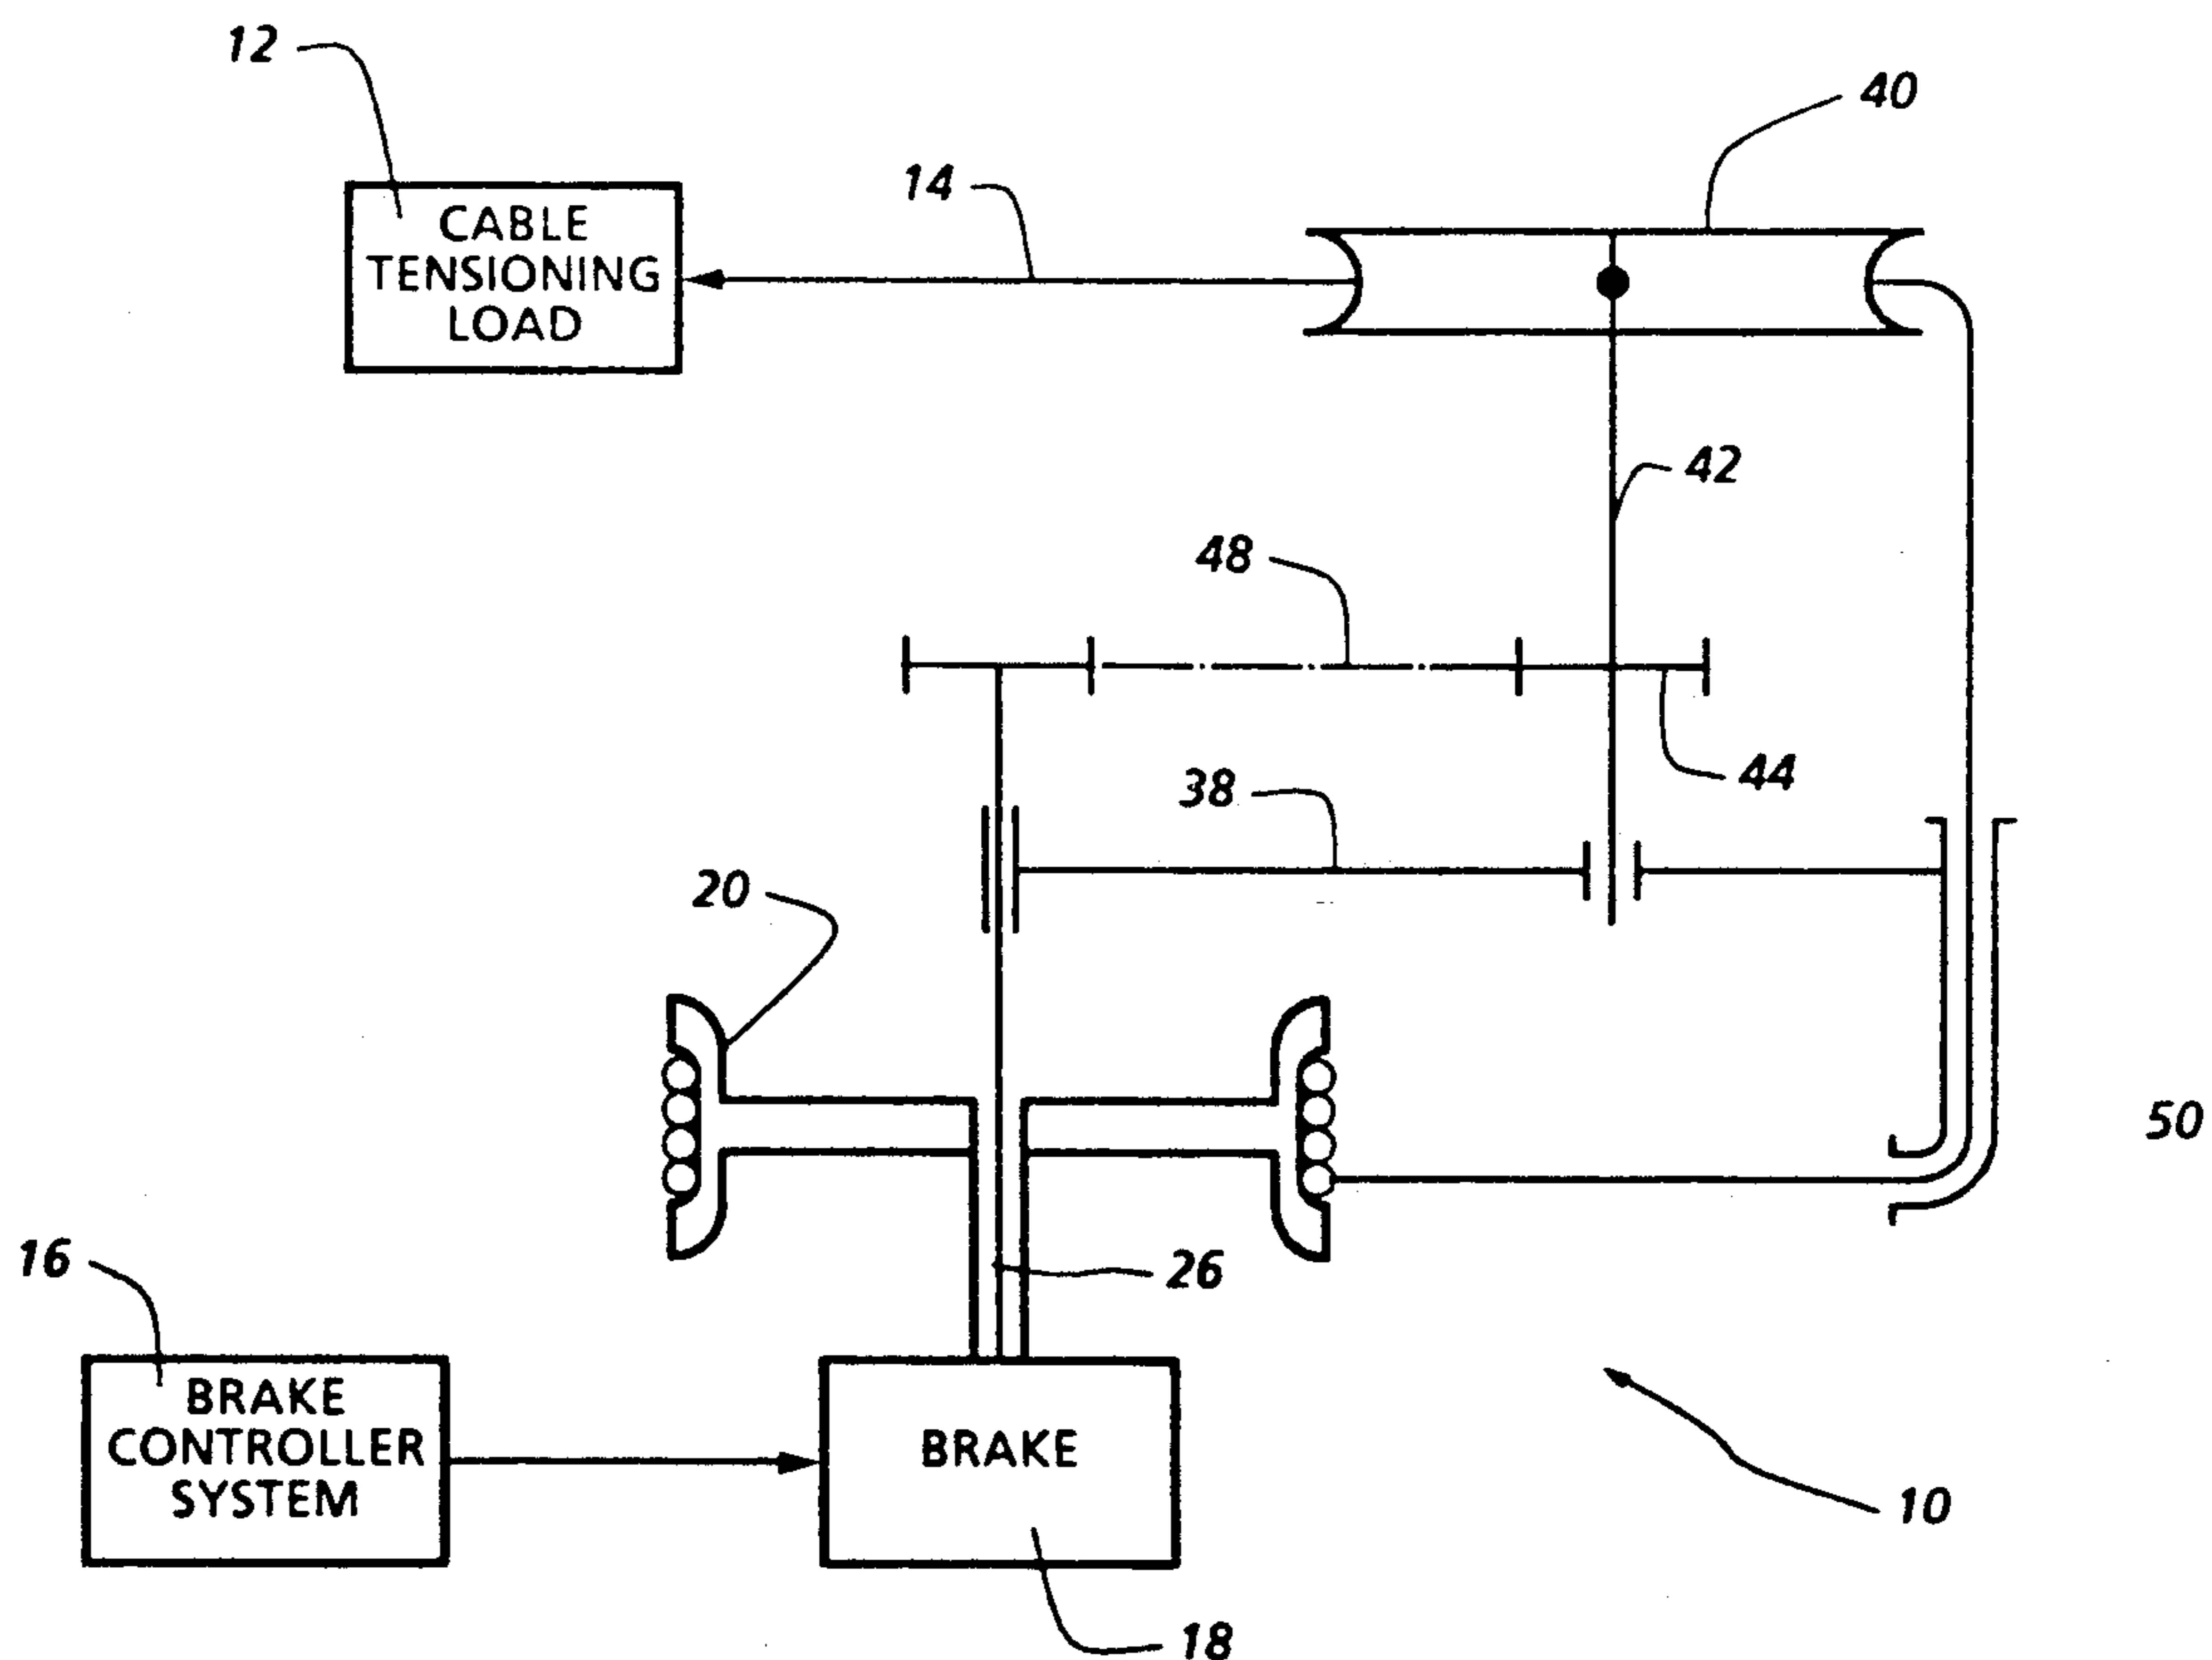 12
40
14
CABLE
TENSIONING
LOAD
42
48
44
38
20
50
16
26
BRAKE
CONTROLLER
SYSTEM
BRAKE
10
18